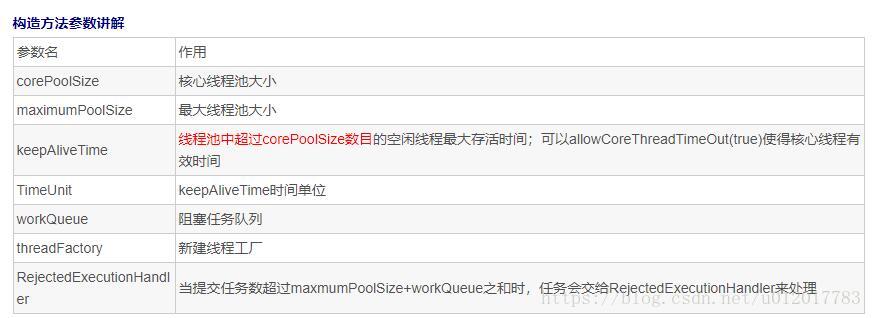 构造方法参数讲解
参数名 作用
corePoolSize 核心线程池大小
maximumPoolSize 最大线程池大小
keepAliveTime 线程池中超过corePoolSize数目的空闲线程最大存活时间；可以allowCoreThreadTimeOut(true)使得核心线程有
效时间
TimeUnit keepAliveTime时间单位
workQueue 阻塞任务队列
threadFactory 新建线程工厂
RejectedExecutionHandl
er 当提交任务数超过maxmumPoolSize+workQueue之和时，任务会交给RejectedExecutionHandler来处理
https://blog.csdn.net/u012017783